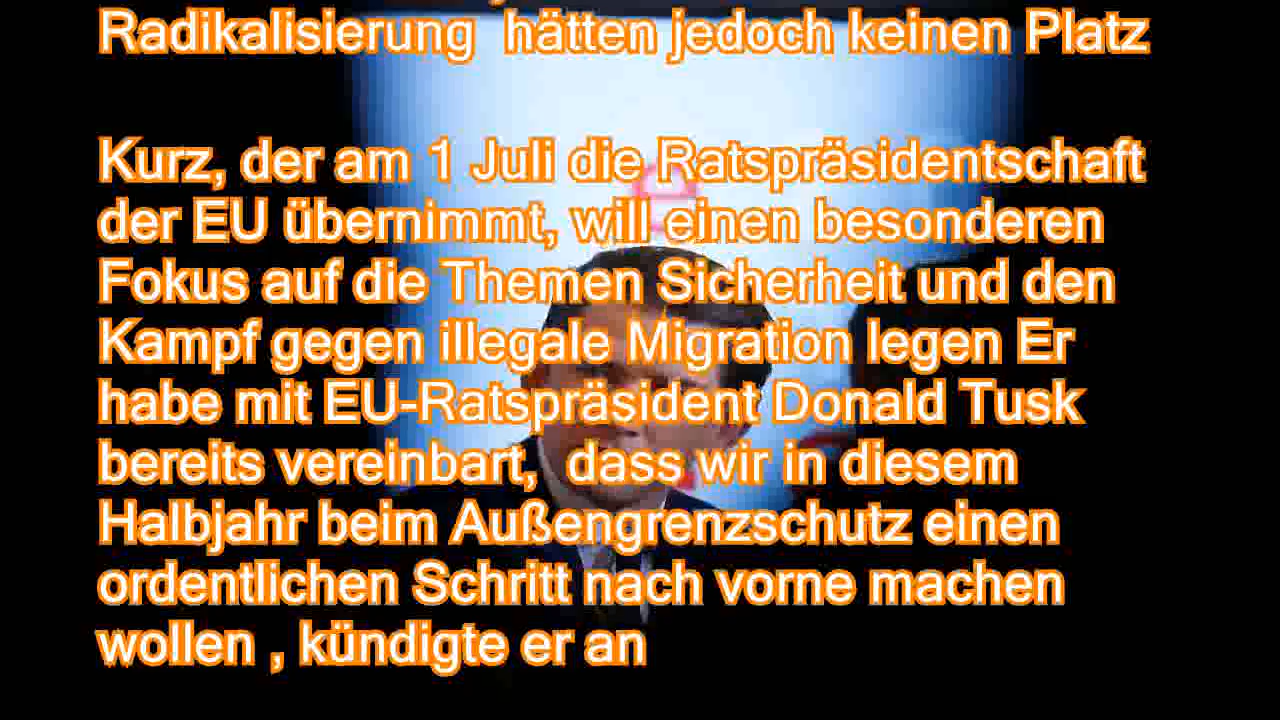 Radikalisierung hätten jedoch keinen Platz
Kurz, der am 1 Juli die Ratspräsidentschaft
der EU übernimmt, will einen besonderen
Fokus auf die Themen Sicherheit und den
Kampf gegen illegale Migration legen Er
habe mit EU-Ratspräsident Donald Tusk
bereits vereinbart, dass wir in diesem
Halbjahr beim Außengrenzschutz einen
ordentlichen Schritt nach vorne machen
wollen , kündigte er an